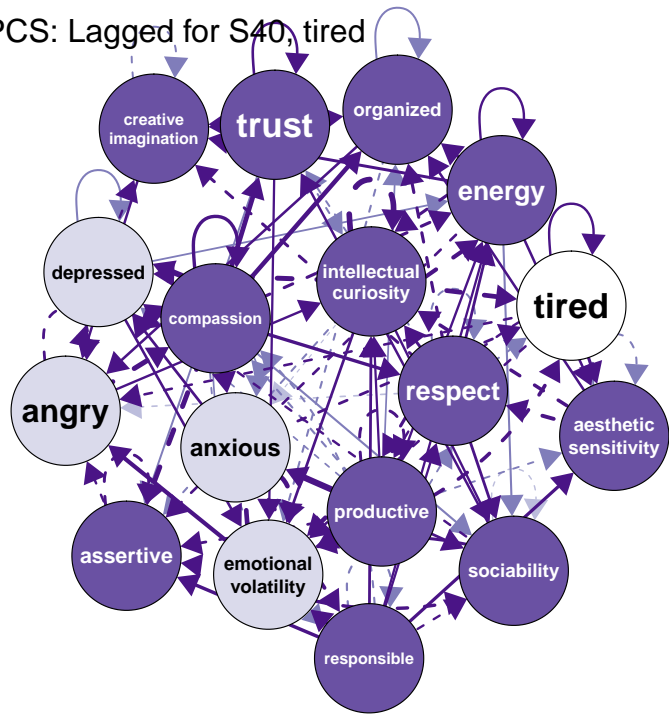 PCS: Lagged for S40, tired
creative
imagination
trust
organized
energy
depressed
compassion
intellectual
curiosity
tired
angry
anxious
respect
aesthetic
sensitivity
assertive
emotional
volatility
productive
sociability
responsible